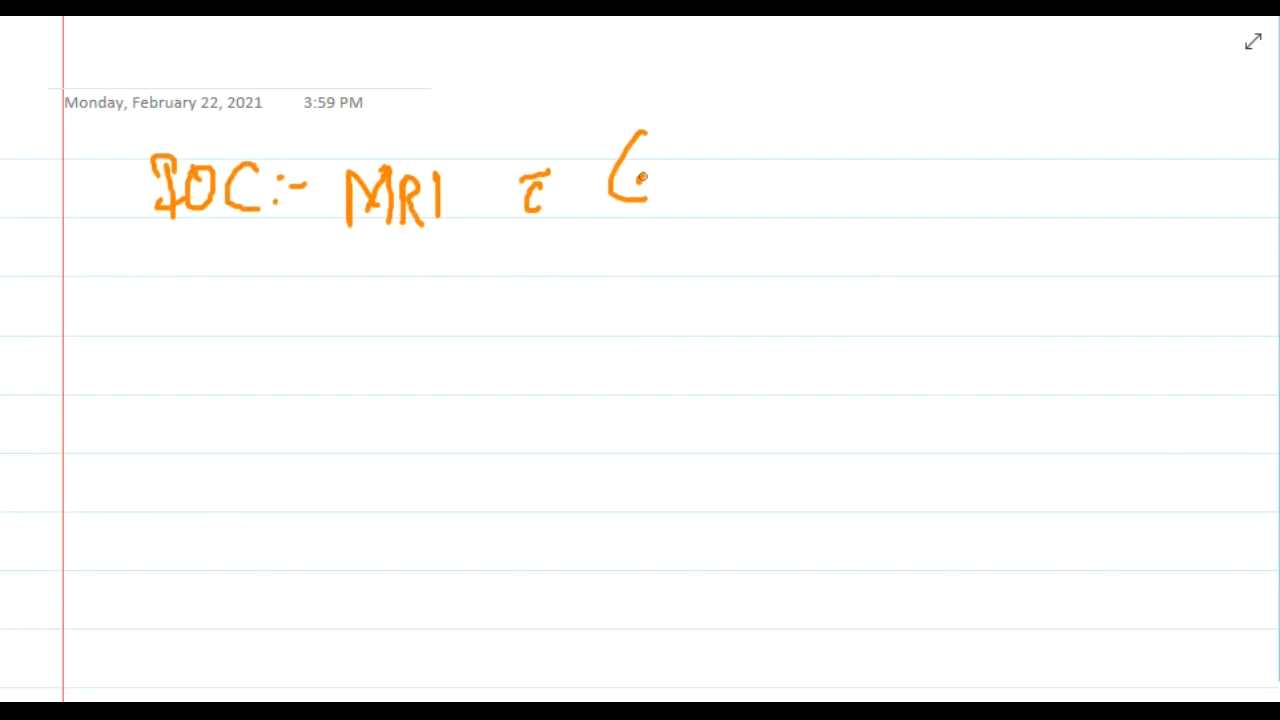 Monday, February 22, 2021 3:59 PM
IOC:- MRI c̄ (